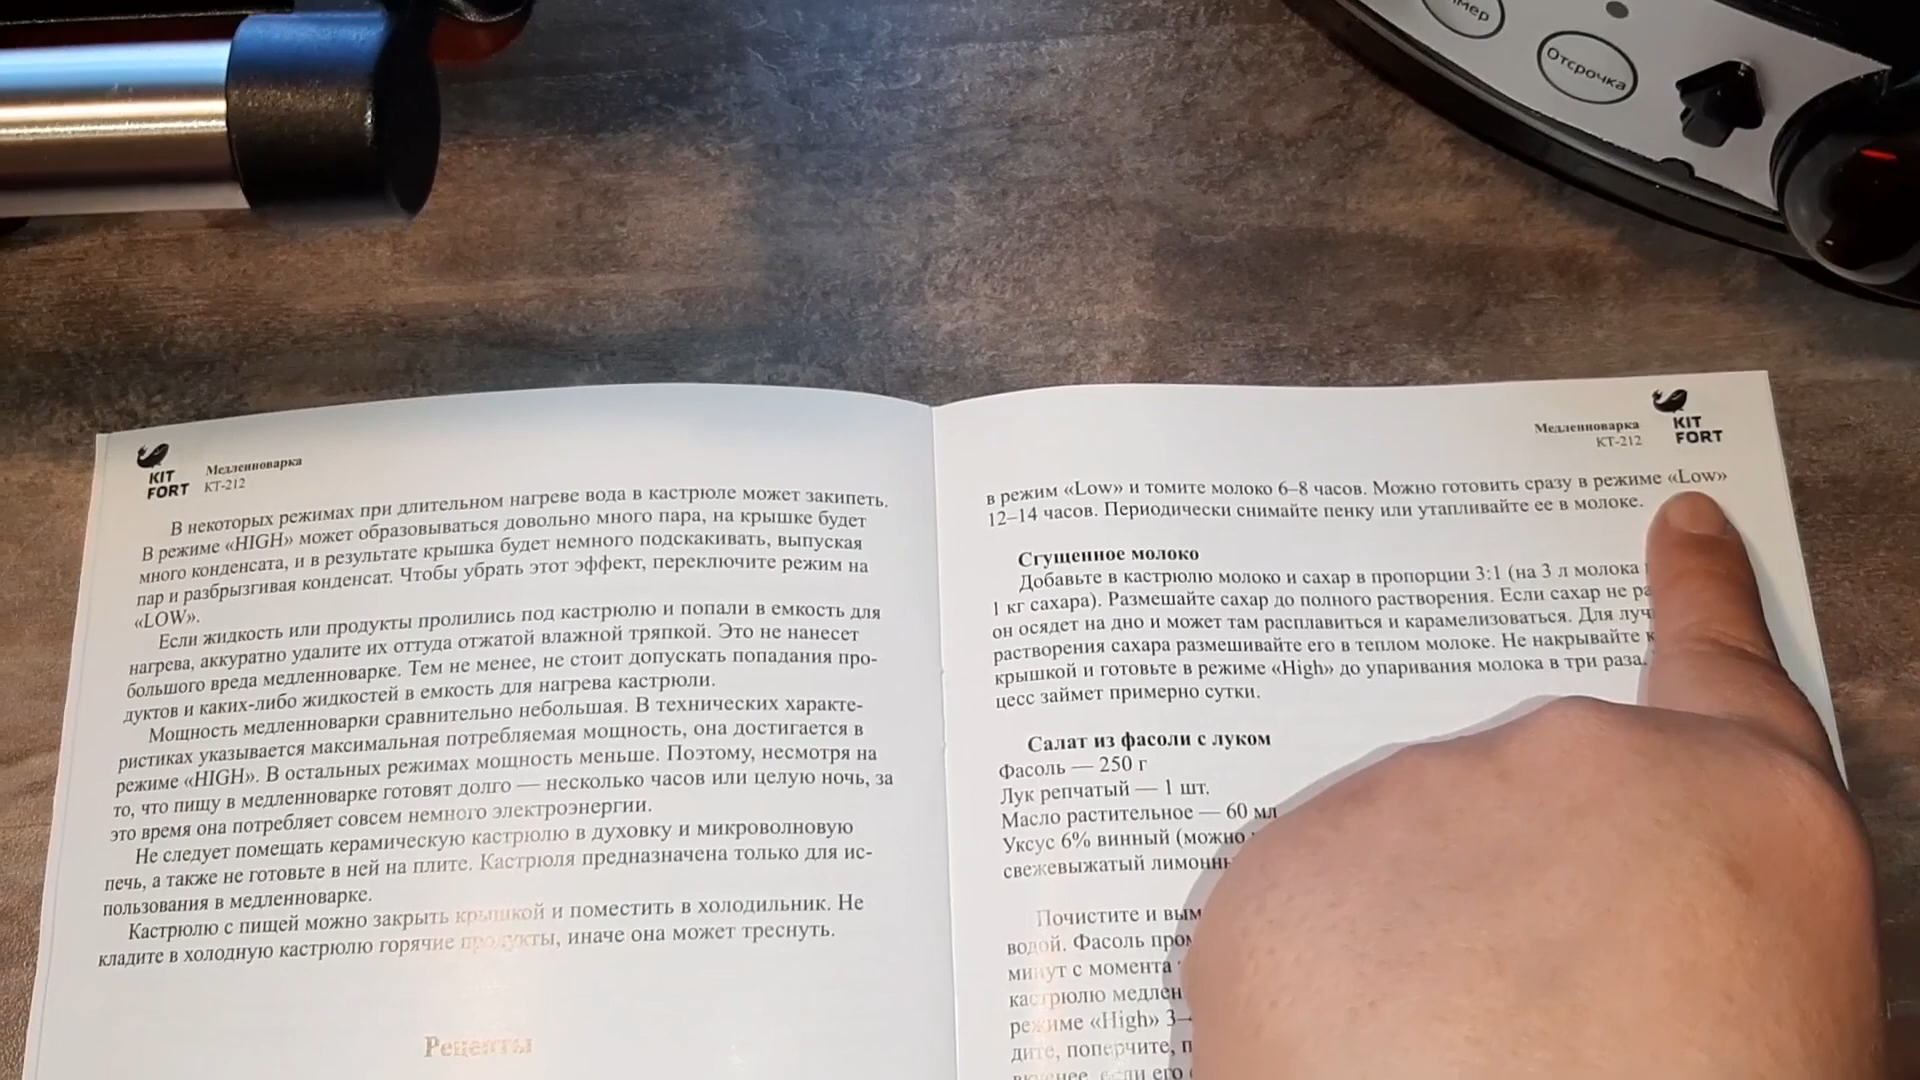 Отсрочка
KIT
FORT
Медленноварка
КТ-212
В некоторых режимах при длительном нагреве вода в кастрюле может закипеть.
В режиме «HIGH» может образовываться довольно много пара, на крышке будет
много конденсата, и в результате крышка будет немного подскакивать, выпуская
пар и разбрызгивая конденсат. Чтобы убрать этот эффект, переключите режим на
«LOW».
Если жидкость или продукты пролились под кастрюлю и попали в емкость для
нагрева, аккуратно удалите их оттуда отжатой влажной тряпкой. Это не нанесет
большого вреда медленноварке. Тем не менее, не стоит допускать попадания про-
дуктов и каких-либо жидкостей в емкость для нагрева кастрюли.
Мощность медленноварки сравнительно небольшая. В технических характе-
ристиках указывается максимальная потребляемая мощность, она достигается в
режиме «HIGH». В остальных режимах мощность меньше. Поэтому, несмотря на
то, что пищу в медленноварке готовят долго — несколько часов или целую ночь, за
это время она потребляет совсем немного электроэнергии.
Не следует помещать керамическую кастрюлю в духовку и микроволновую
печь, а также не готовьте в ней на плите. Кастрюля предназначена только для ис-
пользования в медленноварке.
Кастрюлю с пищей можно закрыть крышкой и поместить в холодильник. Не
кладите в холодную кастрюлю горячие продукты, иначе она может треснуть.
Рецепты
Медленноварка
КТ-212
KIT
FORT
в режим «Low» и томите молоко 6–8 часов. Можно готовить сразу в режиме «Low»
12–14 часов. Периодически снимайте пенку или утапливайте ее в молоке.
Сгущенное молоко
Добавьте в кастрюлю молоко и сахар в пропорции 3:1 (на 3 л молока
1 кг сахара). Размешайте сахар до полного растворения. Если сахар не
он осядет на дно и может там расплавиться и карамелизоваться. Для
растворения сахара размешивайте его в теплом молоке. Не накрывайте
крышкой и готовьте в режиме «High» до упаривания молока в три раза.
цесс займет примерно сутки.
Салат из фасоли с луком
Фасоль — 250 г
Лук репчатый — 1 шт.
Масло растительное — 60 мл
Уксус 6% винный (можно
свежевыжатый
Почистите и
водой. Фасоль
минут с момента
кастрюлю
режиме «High»
дите, поперчите,
вкуснее, если его